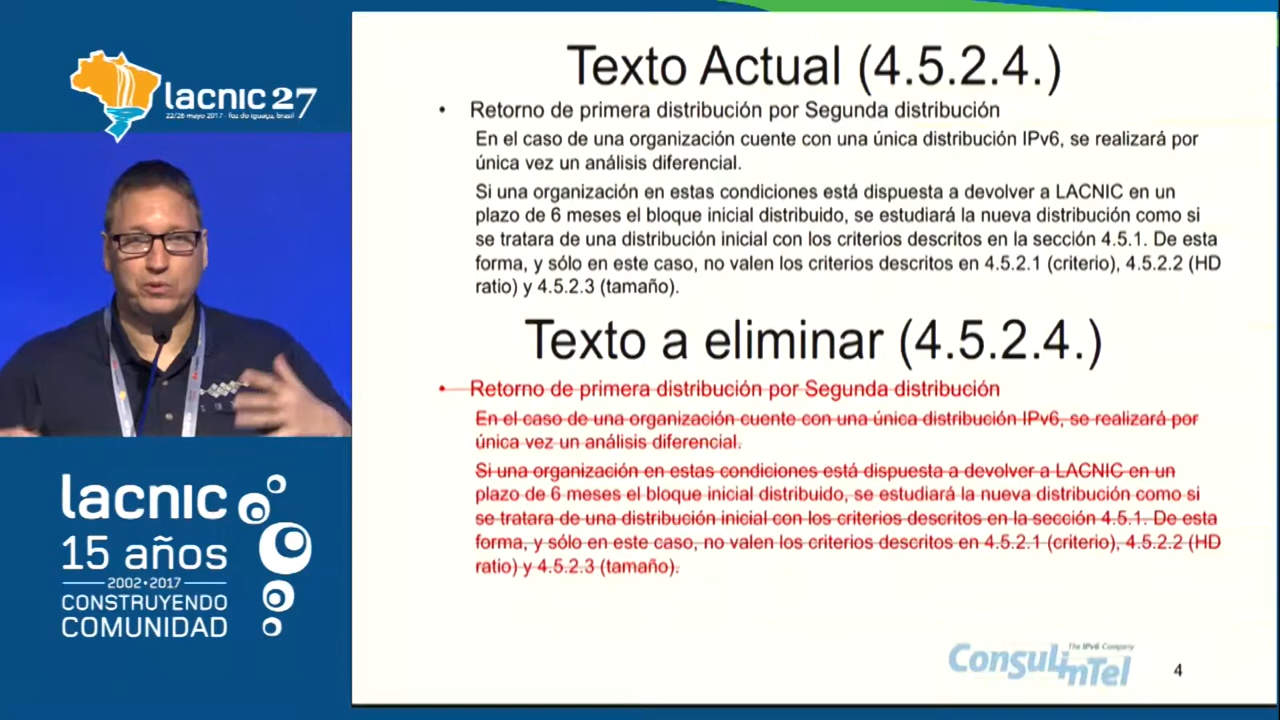 lacnic 27
22/26 mayo 2017 - foz do iguaçu, brasil
lacnic
15 años
2002•2017
CONSTRUYENDO
COMUNIDAD
Texto Actual (4.5.2.4.)
• Retorno de primera distribución por Segunda distribución
En el caso de una organización cuente con una única distribución IPv6, se realizará por
única vez un análisis diferencial.
Si una organización en estas condiciones está dispuesta a devolver a LACNIC en un
plazo de 6 meses el bloque inicial distribuido, se estudiará la nueva distribución como si
se tratara de una distribución inicial con los criterios descritos en la sección 4.5.1. De esta
forma, y sólo en este caso, no valen los criterios descritos en 4.5.2.1 (criterio), 4.5.2.2 (HD
ratio) y 4.5.2.3 (tamaño).
Texto a eliminar (4.5.2.4.)
• Retorno de primera distribución por Segunda distribución
En el caso de una organización cuente con una única distribución IPv6, se realizará por
única vez un análisis diferencial.
Si una organización en estas condiciones está dispuesta a devolver a LACNIC en un
plazo de 6 meses el bloque inicial distribuido, se estudiará la nueva distribución como si
se tratara de una distribución inicial con los criterios descritos en la sección 4.5.1. De esta
forma, y sólo en este caso, no valen los criterios descritos en 4.5.2.1 (criterio), 4.5.2.2 (HD
ratio) y 4.5.2.3 (tamaño).
The IPv6 Company
ConsulinTel
4